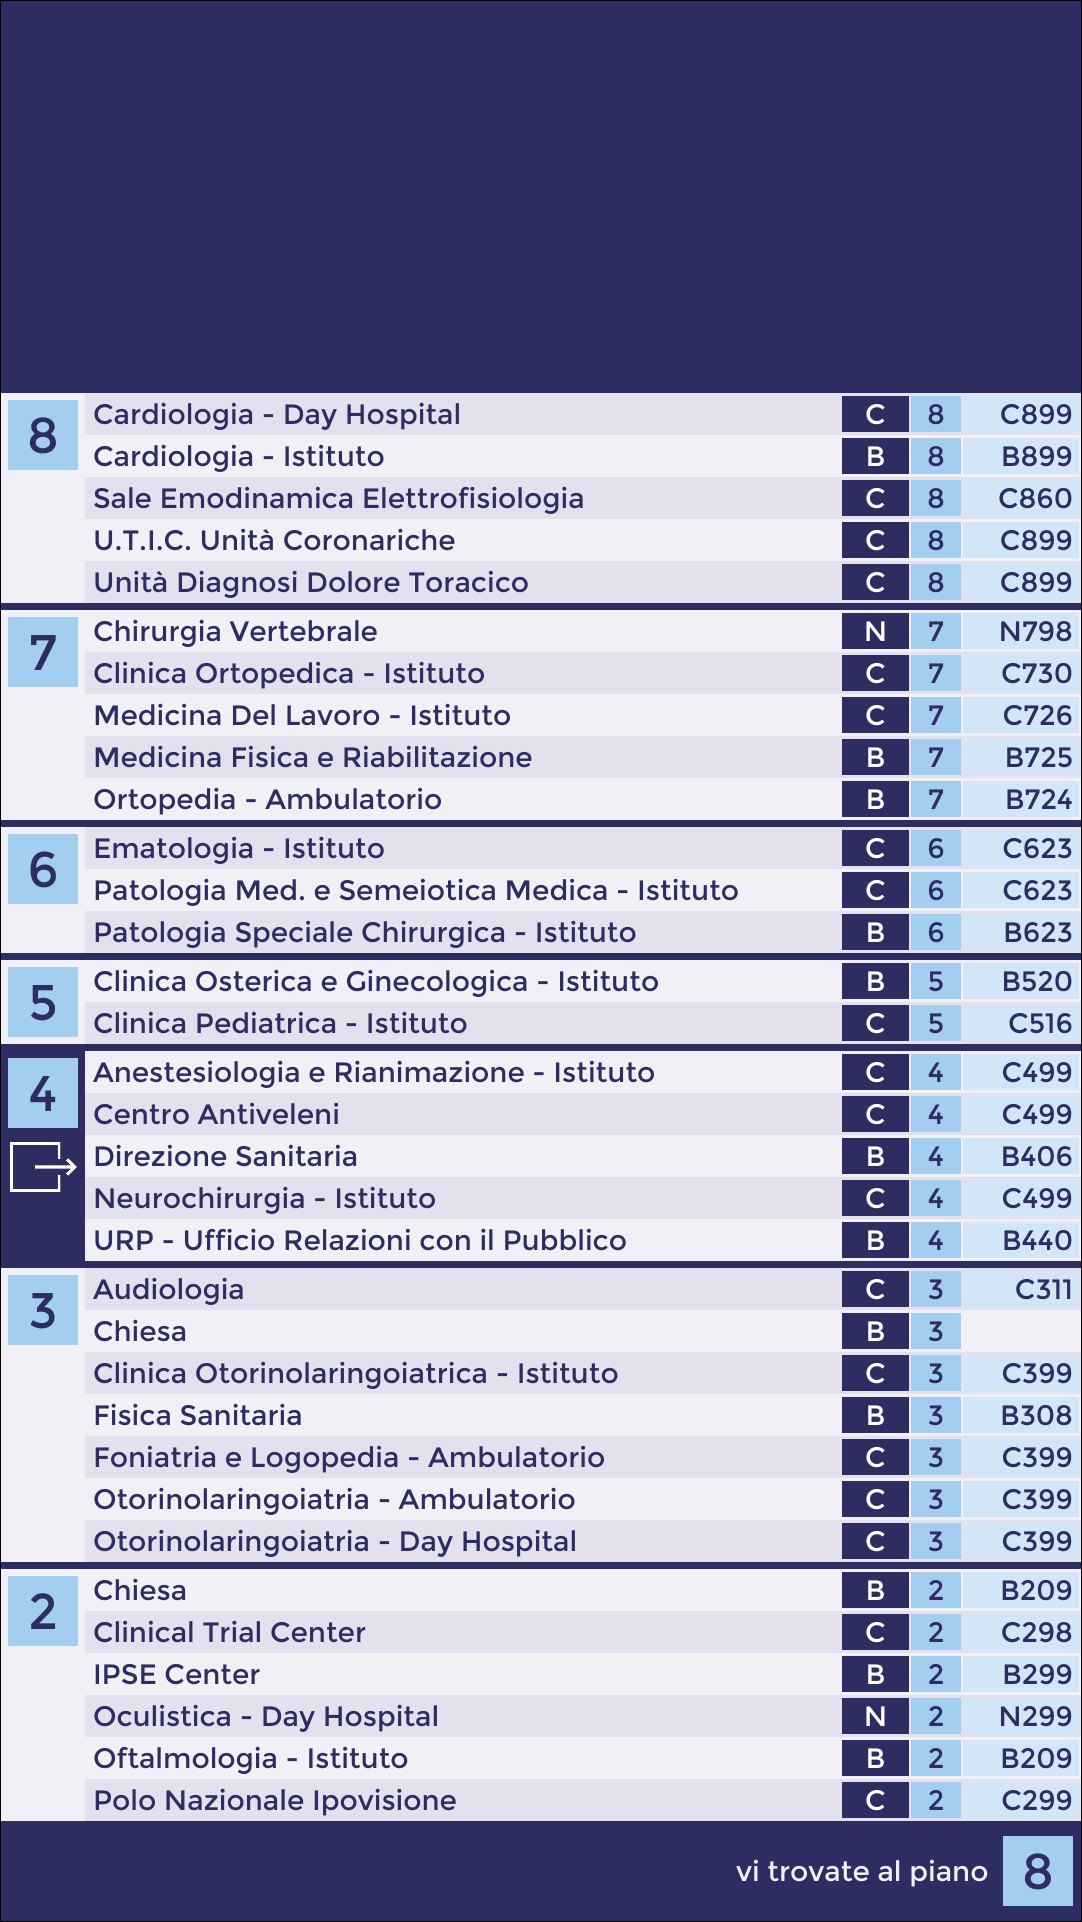 8
Cardiologia - Day Hospital C 8 C899
Cardiologia - Istituto B 8 B899
Sale Emodinamica Elettrofisiologia C 8 C860
U.T.I.C. Unità Coronariche C 8 C899
Unità Diagnosi Dolore Toracico C 8 C899
7
Chirurgia Vertebrale N 7 N798
Clinica Ortopedica - Istituto C 7 C730
Medicina Del Lavoro - Istituto C 7 C726
Medicina Fisica e Riabilitazione B 7 B725
Ortopedia - Ambulatorio B 7 B724
6
Ematologia - Istituto C 6 C623
Patologia Med. e Semeiotica Medica - Istituto C 6 C623
Patologia Speciale Chirurgica - Istituto B 6 B623
5
Clinica Osterica e Ginecologica - Istituto B 5 B520
Clinica Pediatrica - Istituto C 5 C516
4
Anestesiologia e Rianimazione - Istituto C 4 C499
Centro Antiveleni C 4 C499
Direzione Sanitaria B 4 B406
Neurochirurgia - Istituto C 4 C499
URP - Ufficio Relazioni con il Pubblico B 4 B440
3
Audiologia C 3 C311
Chiesa B 3
Clinica Otorinolaringoiatrica - Istituto C 3 C399
Fisica Sanitaria B 3 B308
Foniatria e Logopedia - Ambulatorio C 3 C399
Otorinolaringoiatria - Ambulatorio C 3 C399
Otorinolaringoiatria - Day Hospital C 3 C399
2
Chiesa B 2 B209
Clinical Trial Center C 2 C298
IPSE Center B 2 B299
Oculistica - Day Hospital N 2 N299
Oftalmologia - Istituto B 2 B209
Polo Nazionale Ipovisione C 2 C299
vi trovate al piano 8